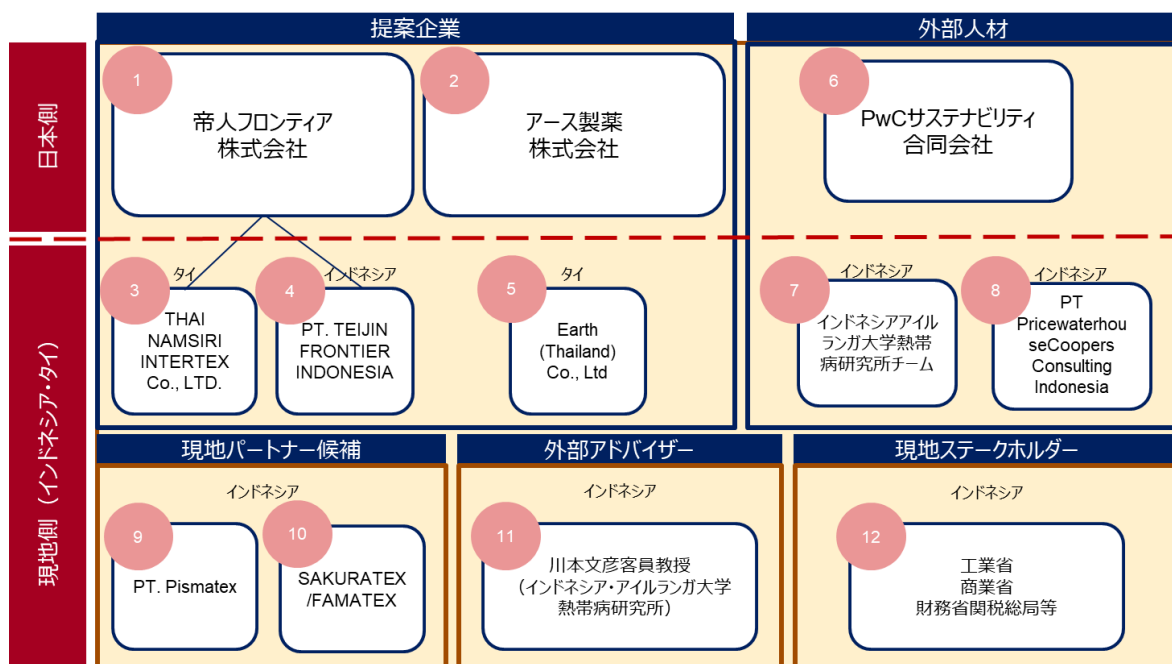 提案企業
外部人材
日本側
1
帝人フロンティア
株式会社
2
アース製薬
株式会社
6
PwCサステナビリティ
合同会社
現地側（インドネシア・タイ）
タイ
3
THAI
NAMSIRI
INTERTEX
Co., LTD.
インドネシア
4
PT. TEIJIN
FRONTIER
INDONESIA
タイ
5
Earth
(Thailand)
Co., Ltd
インドネシア
7
インドネシアアイル
ランガ大学熱帯
病研究所チーム
インドネシア
8
PT
Pricewaterhou
seCoopers
Consulting
Indonesia
現地パートナー候補
外部アドバイザー
現地ステークホルダー
インドネシア
9
PT. Pismatex
10
SAKURATEX
/FAMATEX
インドネシア
11
川本文彦客員教授
（インドネシア・アイルランガ大学
熱帯病研究所）
インドネシア
12
工業省
商業省
財務省関税総局等